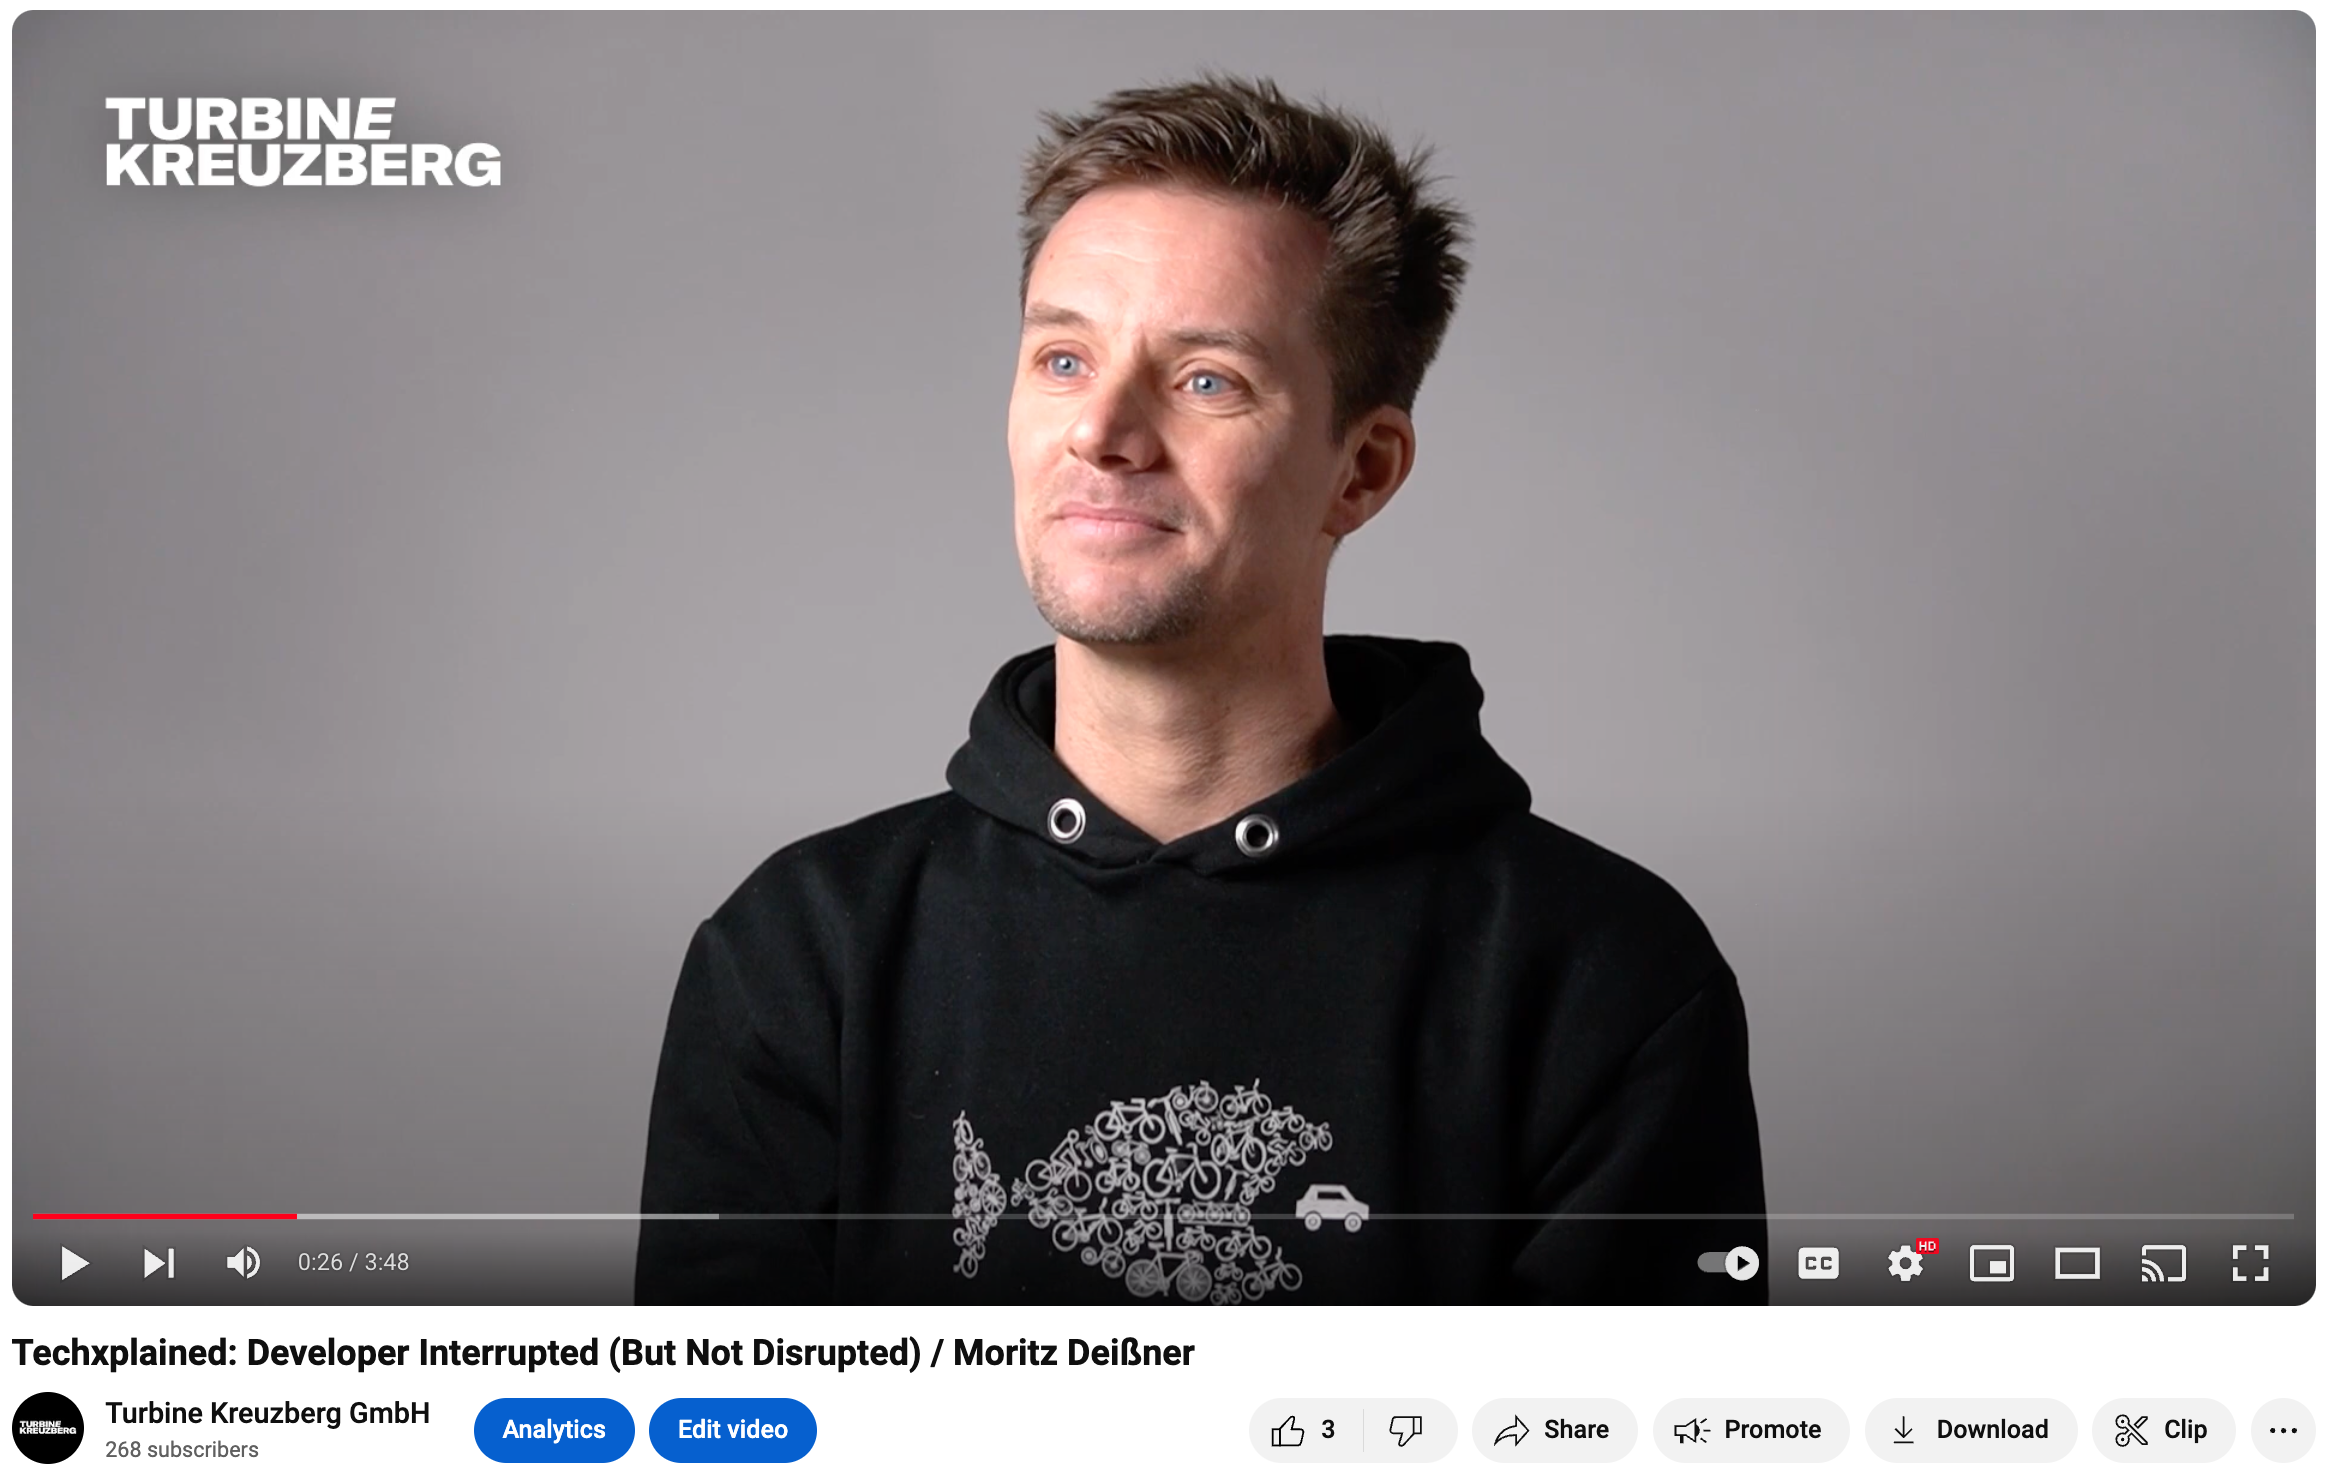 TURBINE
KREUZBERG
0:26 / 3:48
CC
HD
Techxplained: Developer Interrupted (But Not Disrupted) / Moritz Deißner
TURBINE
KREUZBERG
Turbine Kreuzberg GmbH
268 subscribers
Analytics
Edit video
3
Share
Promote
Download
Clip